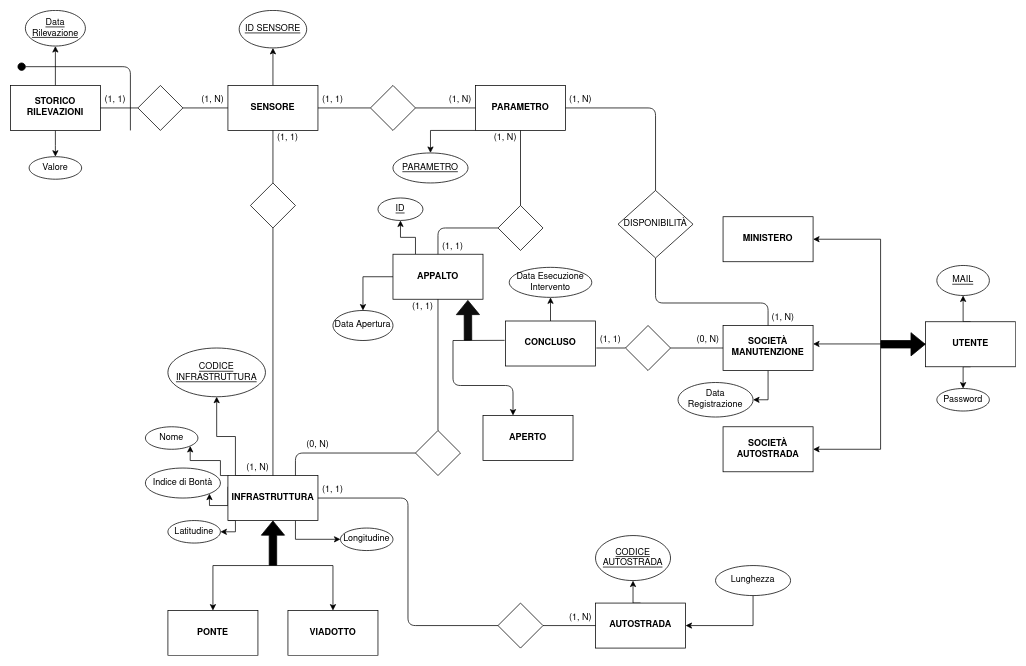 Data
Rilevazione
ID SENSORE
STORICO
RILEVAZIONI
(1, 1)
(1, N)
SENSORE
(1, 1)
(1, N)
PARAMETRO
(1, N)
(1, 1)
(1, N)
Valore
PARAMETRO
ID
DISPONIBILITÀ
MINISTERO
(1, 1)
APPALTO
Data Esecuzione
Intervento
MAIL
(1, 1)
Data Apertura
(1, N)
CONCLUSO
(1, 1)
(0, N)
SOCIETÀ
MANUTENZIONE
UTENTE
CODICE
INFRASTRUTTURA
Data
Registrazione
Password
Nome
(0, N)
APERTO
SOCIETÀ
AUTOSTRADA
(1, N)
Indice di Bontà
INFRASTRUTTURA
(1, 1)
Latitudine
Longitudine
CODICE
AUTOSTRADA
Lunghezza
PONTE
VIADOTTO
(1, N)
AUTOSTRADA